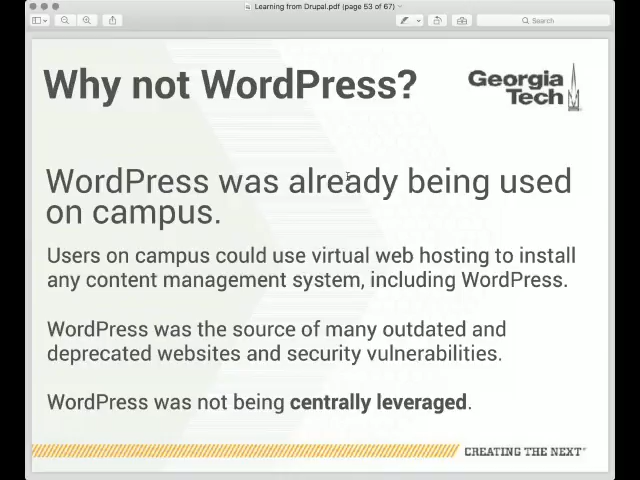 Learning from Drupal.pdf (page 53 of 67)
Search
Why not WordPress?
Georgia
Tech
WordPress was already being used
on campus.
Users on campus could use virtual web hosting to install
any content management system, including WordPress.
WordPress was the source of many outdated and
deprecated websites and security vulnerabilities.
WordPress was not being centrally leveraged.
CREATING THE NEXT